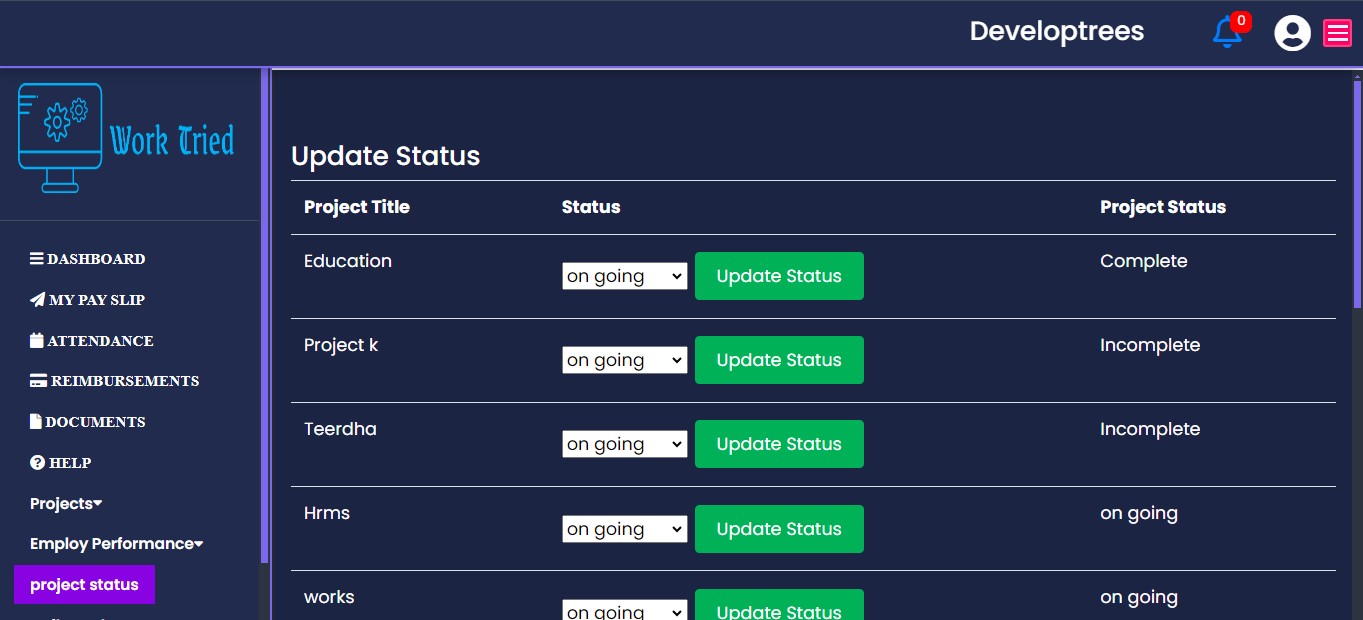 Developtrees
0
Work Tried
DASHBOARD
MY PAY SLIP
ATTENDANCE
REIMBURSEMENTS
DOCUMENTS
HELP
Projects
Employ Performance
project status
Update Status
Project Title Status Project Status
Education on going Update Status Complete
Project k on going Update Status Incomplete
Teerdha on going Update Status Incomplete
Hrms on going Update Status on going
works on going Update Status on going